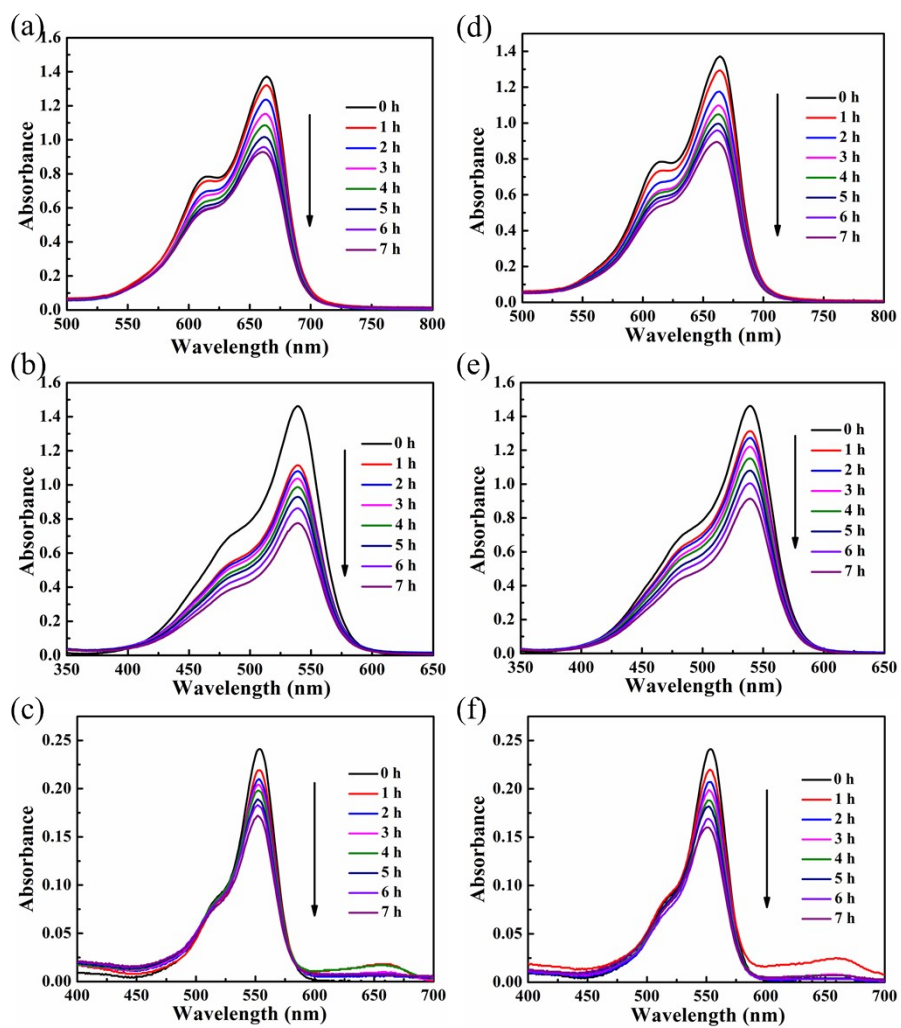 (a)
1.6
1.4
1.2
1.0
0.8
0.6
0.4
0.2
0.0
Absorbance
0 h
1 h
2 h
3 h
4 h
5 h
6 h
7 h
500 550 600 650 700 750 800
Wavelength (nm)
(d)
1.6
1.4
1.2
1.0
0.8
0.6
0.4
0.2
0.0
Absorbance
0 h
1 h
2 h
3 h
4 h
5 h
6 h
7 h
500 550 600 650 700 750 800
Wavelength (nm)
(b)
1.6
1.4
1.2
1.0
0.8
0.6
0.4
0.2
0.0
Absorbance
0 h
1 h
2 h
3 h
4 h
5 h
6 h
7 h
350 400 450 500 550 600 650
Wavelength (nm)
(e)
1.6
1.4
1.2
1.0
0.8
0.6
0.4
0.2
0.0
Absorbance
0 h
1 h
2 h
3 h
4 h
5 h
6 h
7 h
350 400 450 500 550 600 650
Wavelength (nm)
(c)
0.25
0.20
0.15
0.10
0.05
0.00
Absorbance
0 h
1 h
2 h
3 h
4 h
5 h
6 h
7 h
400 450 500 550 600 650 700
Wavelength (nm)
(f)
0.25
0.20
0.15
0.10
0.05
0.00
Absorbance
0 h
1 h
2 h
3 h
4 h
5 h
6 h
7 h
400 450 500 550 600 650 700
Wavelength (nm)